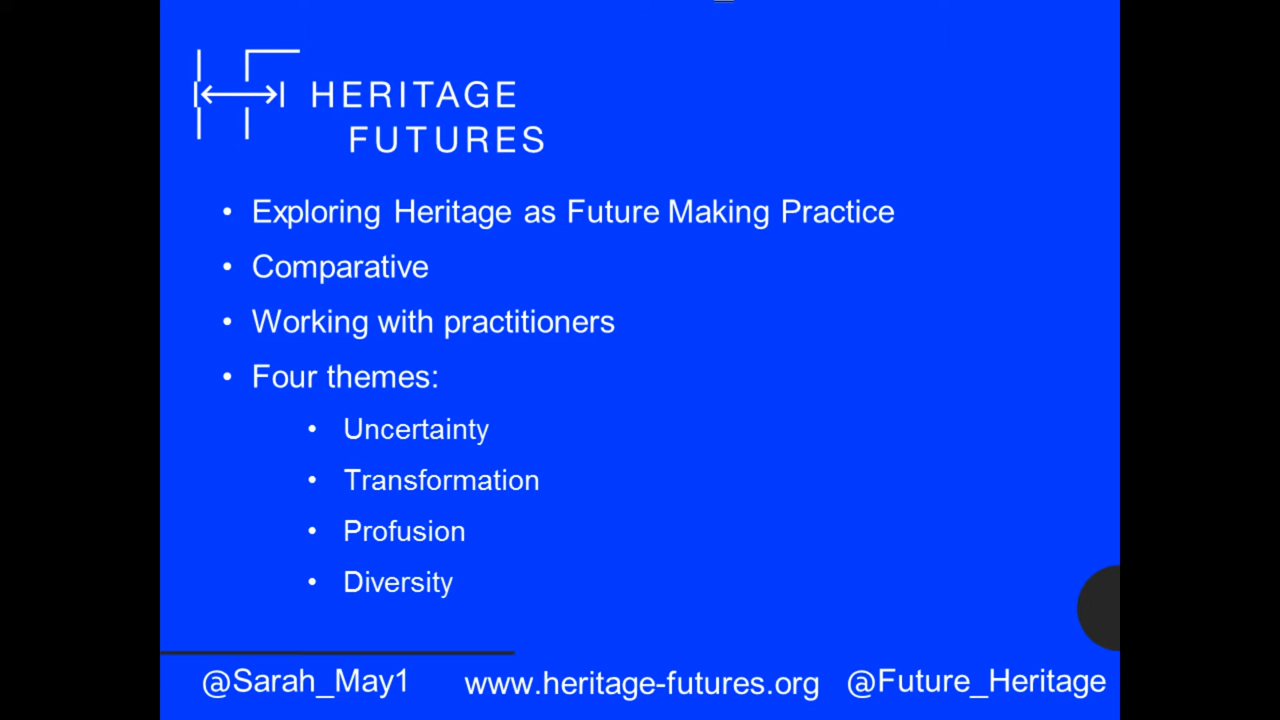 HERITAGE
FUTURES
• Exploring Heritage as Future Making Practice
• Comparative
• Working with practitioners
• Four themes:
• Uncertainty
• Transformation
• Profusion
• Diversity
@Sarah_May1 www.heritage-futures.org @Future_Heritage